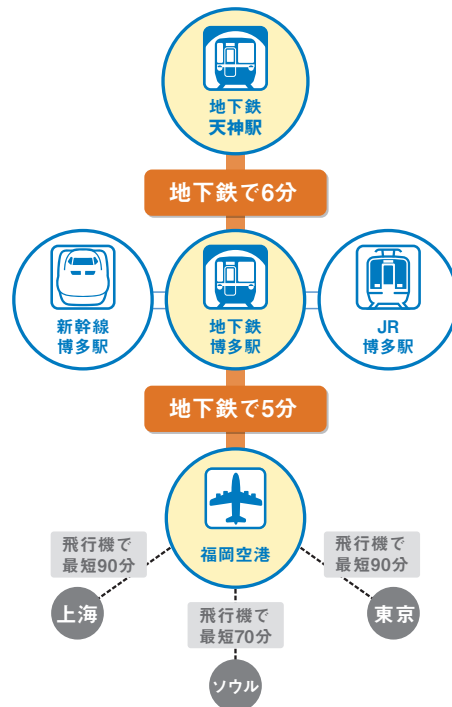 地下鉄
天神駅
地下鉄で6分
新幹線
博多駅
地下鉄
博多駅
JR
博多駅
地下鉄で5分
福岡空港
飛行機で
最短90分
上海
飛行機で
最短70分
ソウル
飛行機で
最短90分
東京